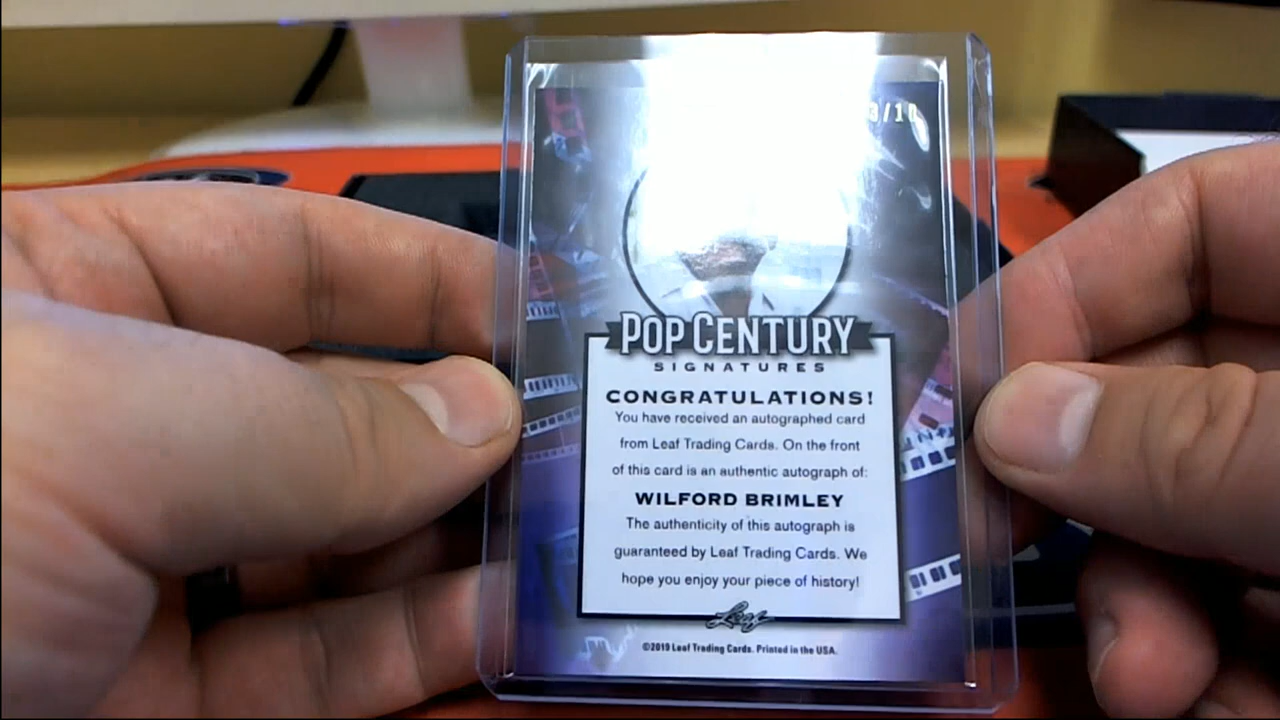 3/10
POP CENTURY
SIGNATURES
CONGRATULATIONS!
You have received an autographed card
from Leaf Trading Cards. On the front
of this card is an authentic autograph of:
WILFORD BRIMLEY
The authenticity of this autograph is
guaranteed by Leaf Trading Cards. We
hope you enjoy your piece of history!
Leaf
©2019 Leaf Trading Cards. Printed in the USA.